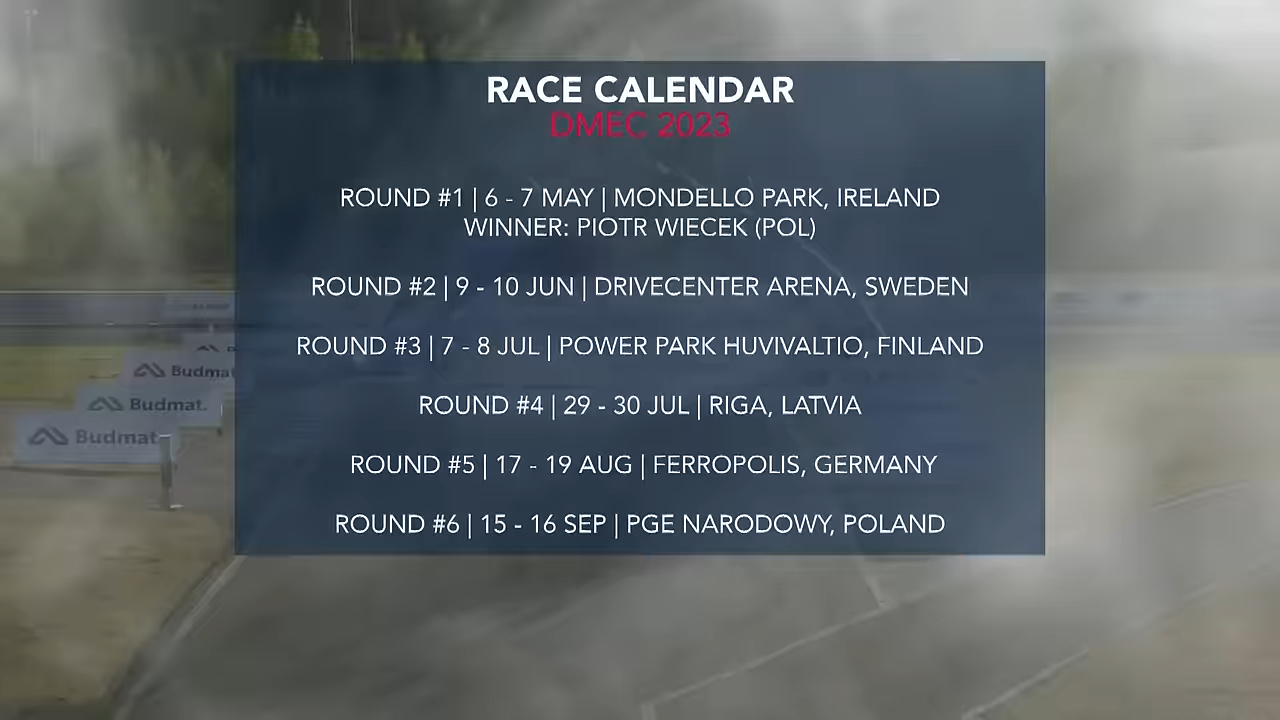 RACE CALENDAR
DMEC 2023
ROUND #1 | 6 - 7 MAY | MONDELLO PARK, IRELAND
WINNER: PIOTR WIECEK (POL)
ROUND #2 | 9 - 10 JUN | DRIVECENTER ARENA, SWEDEN
ROUND #3 | 7 - 8 JUL | POWER PARK HUVIVALTIO, FINLAND
ROUND #4 | 29 - 30 JUL | RIGA, LATVIA
ROUND #5 | 17 - 19 AUG | FERROPOLIS, GERMANY
ROUND #6 | 15 - 16 SEP | PGE NARODOWY, POLAND
Budmat
Budmat.
Budmat.